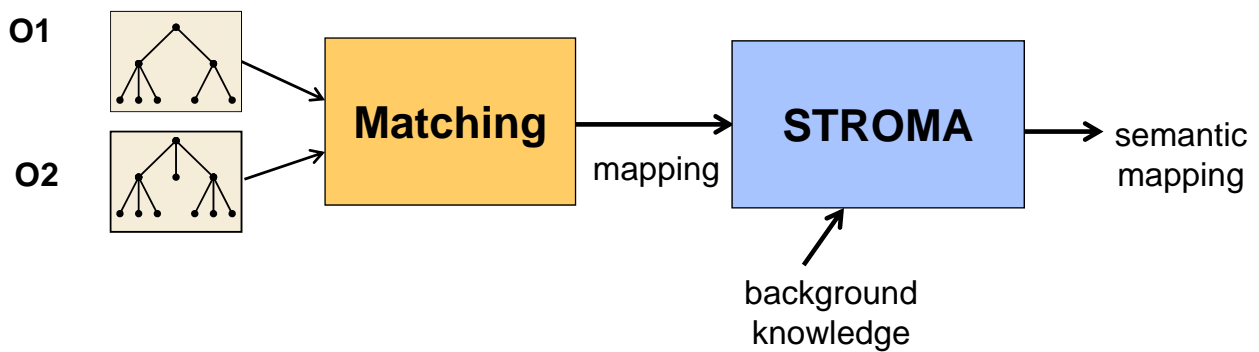 O1
O2
Matching
mapping
STROMA
semantic
mapping
background
knowledge